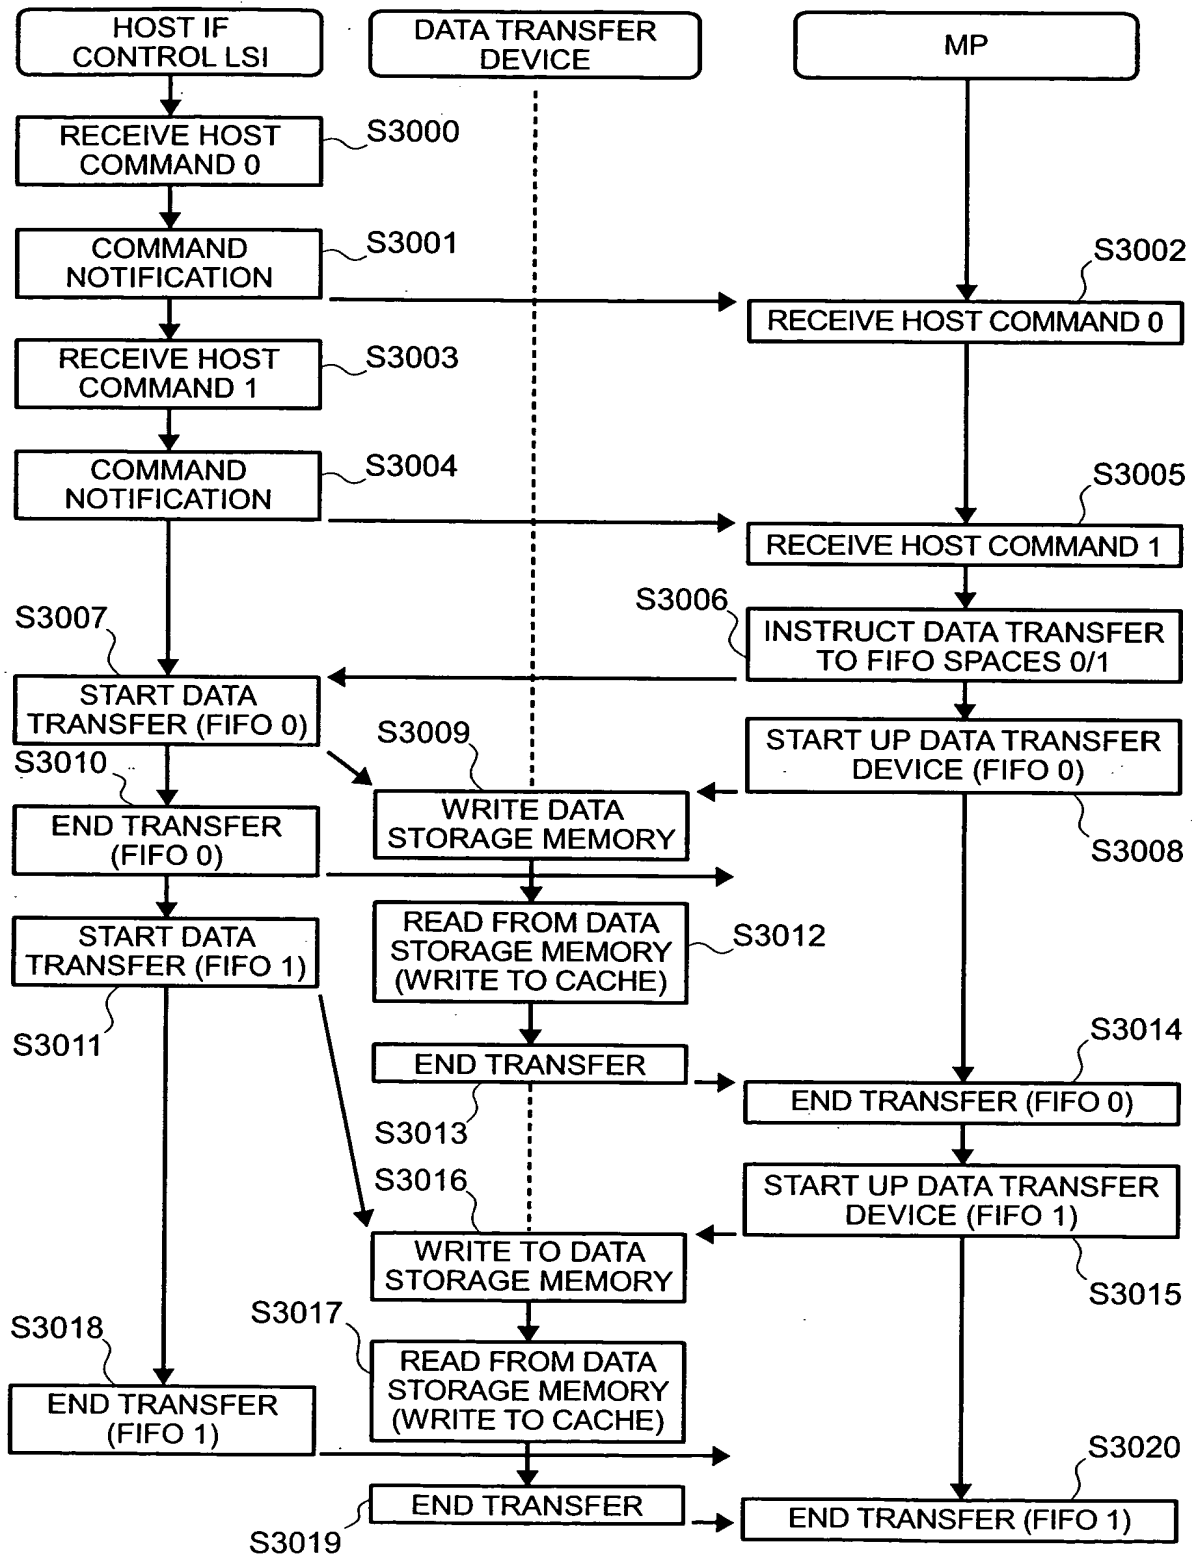 HOST IF
CONTROL LSI
DATA TRANSFER
DEVICE
MP
RECEIVE HOST
COMMAND 0
S3000
COMMAND
NOTIFICATION
S3001
S3002
RECEIVE HOST COMMAND 0
RECEIVE HOST
COMMAND 1
S3003
COMMAND
NOTIFICATION
S3004
S3005
RECEIVE HOST COMMAND 1
S3006
INSTRUCT DATA TRANSFER
TO FIFO SPACES 0/1
S3007
START DATA
TRANSFER (FIFO 0)
S3009
START UP DATA TRANSFER
DEVICE (FIFO 0)
S3008
S3010
END TRANSFER
(FIFO 0)
WRITE DATA
STORAGE MEMORY
START DATA
TRANSFER (FIFO 1)
S3011
READ FROM DATA
STORAGE MEMORY
(WRITE TO CACHE)
S3012
END TRANSFER
S3013
S3014
END TRANSFER (FIFO 0)
S3016
START UP DATA TRANSFER
DEVICE (FIFO 1)
S3015
WRITE TO DATA
STORAGE MEMORY
S3017
READ FROM DATA
STORAGE MEMORY
(WRITE TO CACHE)
S3018
END TRANSFER
(FIFO 1)
END TRANSFER
S3019
S3020
END TRANSFER (FIFO 1)